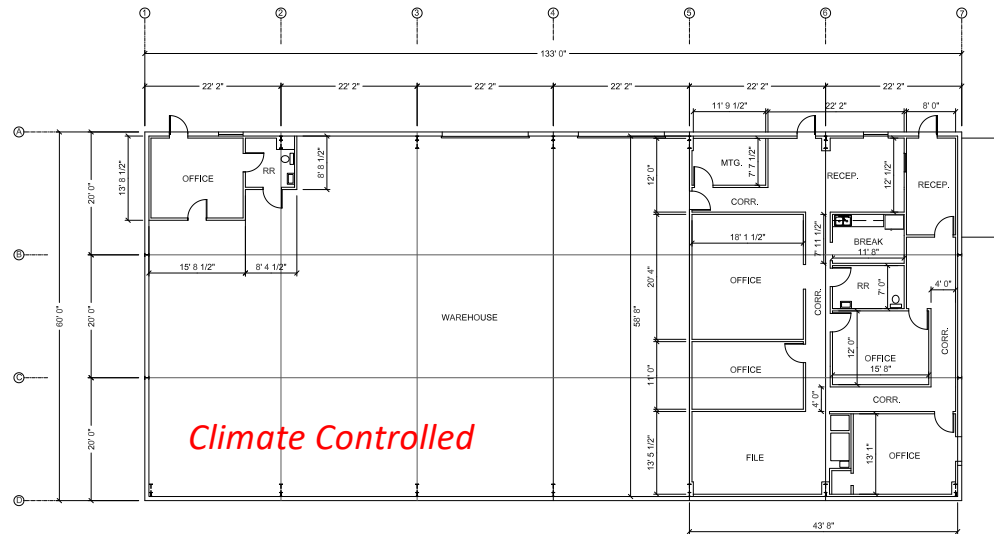 1 2 3 4 5 6 7
133' 0"
22' 2" 22' 2" 22' 2" 22' 2" 22' 2" 22' 2"
11' 9 1/2" 22' 2" 8' 0"
A
B
C
D
60' 0"
20' 0"
20' 0"
20' 0"
13' 8 1/2"
OFFICE
RR
8' 8 1/2"
15' 8 1/2" 8' 4 1/2"
WAREHOUSE
58' 8"
Climate Controlled
12' 0"
20' 4"
11' 0"
13' 5 1/2"
MTG.
7' 7 1/2"
CORR.
RECEP.
12' 1/2"
RECEP.
18' 1 1/2"
OFFICE
7' 11 1/2"
BREAK
11' 8"
RR
7' 0"
4' 0"
CORR.
CORR.
OFFICE
12' 0"
OFFICE
15' 8"
4' 0"
CORR.
FILE
13' 1"
OFFICE
43' 8"